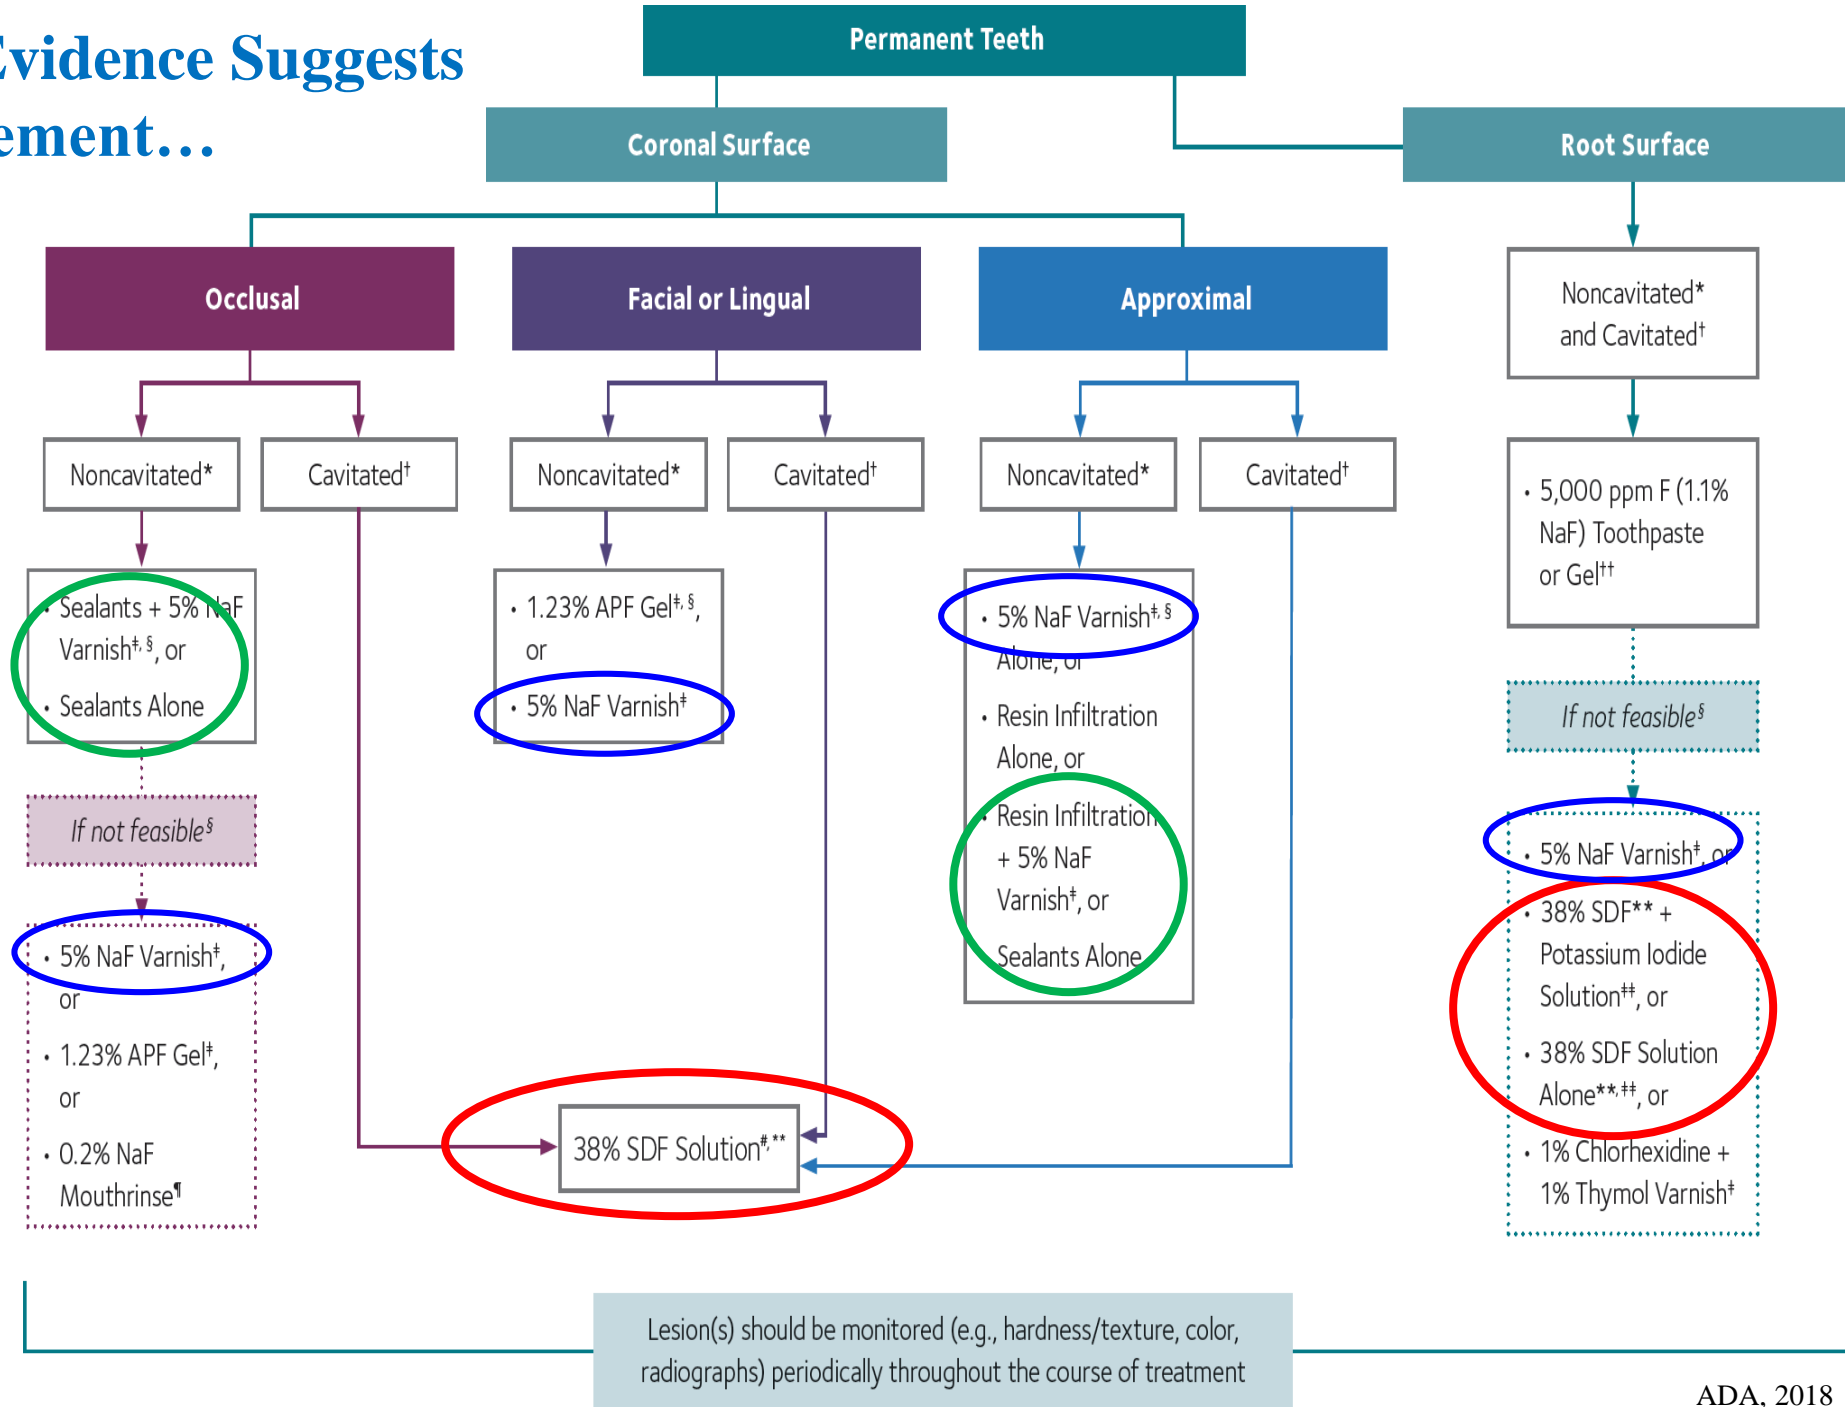 Evidence Suggests
ement…
Permanent Teeth
Coronal Surface
Root Surface
Occlusal
Facial or Lingual
Approximal
Noncavitated*
and Cavitated†
Noncavitated*
Cavitated†
Noncavitated*
Cavitated†
Noncavitated*
Cavitated†
• Sealants + 5% NaF
Varnish‡, §, or
• Sealants Alone
If not feasible§
• 5% NaF Varnish‡,
or
• 1.23% APF Gel‡,
or
• 0.2% NaF
Mouthrinse¶
• 1.23% APF Gel‡, §,
or
• 5% NaF Varnish‡
38% SDF Solution#, **
• 5% NaF Varnish‡, §
Alone, or
• Resin Infiltration
Alone, or
• Resin Infiltration
+ 5% NaF
Varnish‡, or
Sealants Alone
• 5,000 ppm F (1.1%
NaF) Toothpaste
or Gel††
If not feasible§
• 5% NaF Varnish‡, or
• 38% SDF** +
Potassium Iodide
Solution‡‡, or
• 38% SDF Solution
Alone**,‡‡, or
• 1% Chlorhexidine +
1% Thymol Varnish‡
Lesion(s) should be monitored (e.g., hardness/texture, color,
radiographs) periodically throughout the course of treatment
ADA, 2018